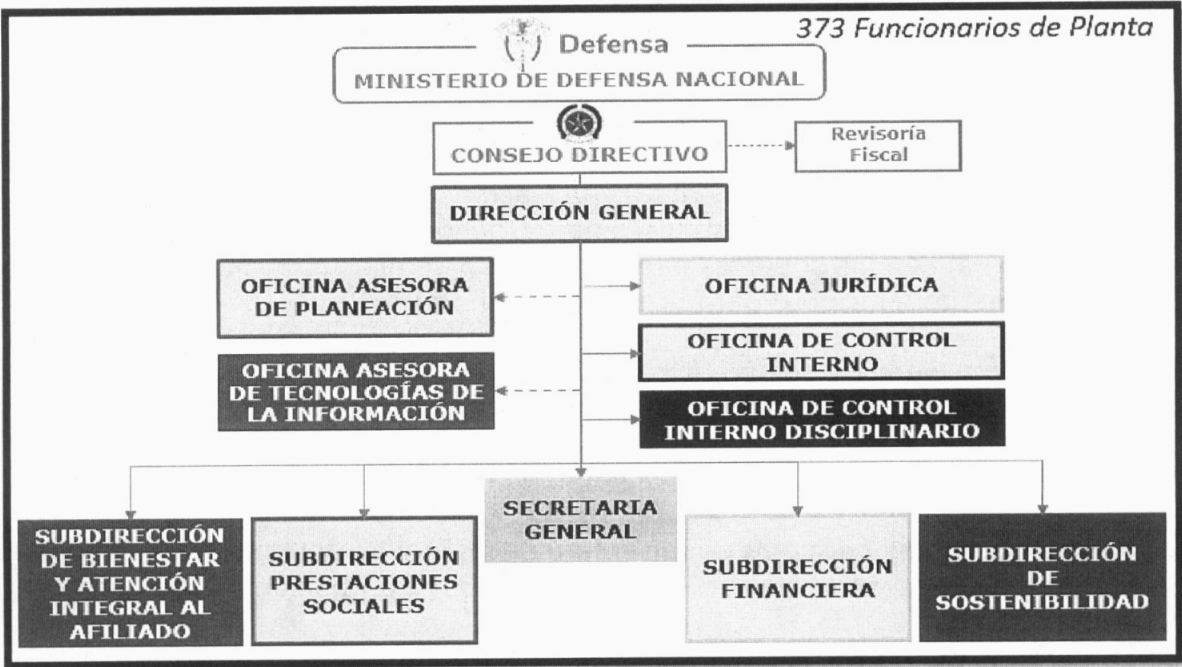 373 Funcionarios de Planta
Defensa
MINISTERIO DE DEFENSA NACIONAL
CONSEJO DIRECTIVO
Revisoría
Fiscal
DIRECCIÓN GENERAL
OFICINA ASESORA
DE PLANEACIÓN
OFICINA JURÍDICA
OFICINA DE CONTROL
INTERNO
OFICINA ASESORA
DE TECNOLOGÍAS DE
LA INFORMACIÓN
OFICINA DE CONTROL
INTERNO DISCIPLINARIO
SUBDIRECCIÓN
DE BIENESTAR
Y ATENCIÓN
INTEGRAL AL
AFILIADO
SUBDIRECCIÓN
PRESTACIONES
SOCIALES
SECRETARIA
GENERAL
SUBDIRECCIÓN
FINANCIERA
SUBDIRECCIÓN
DE
SOSTENIBILIDAD